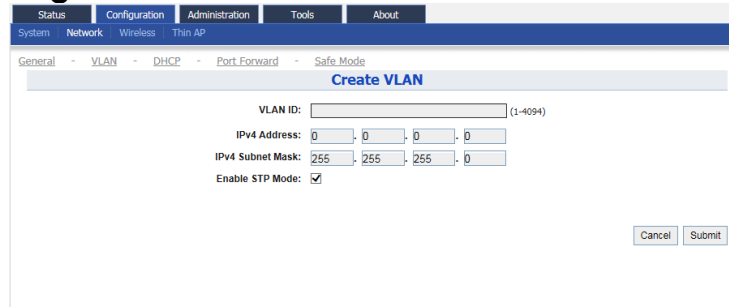 Status Configuration Administration Tools About
System Network Wireless Thin AP
General - VLAN - DHCP - Port Forward - Safe Mode
Create VLAN
VLAN ID: (1-4094)
IPv4 Address: 0 . 0 . 0 . 0
IPv4 Subnet Mask: 255 . 255 . 255 . 0
Enable STP Mode:
Cancel Submit